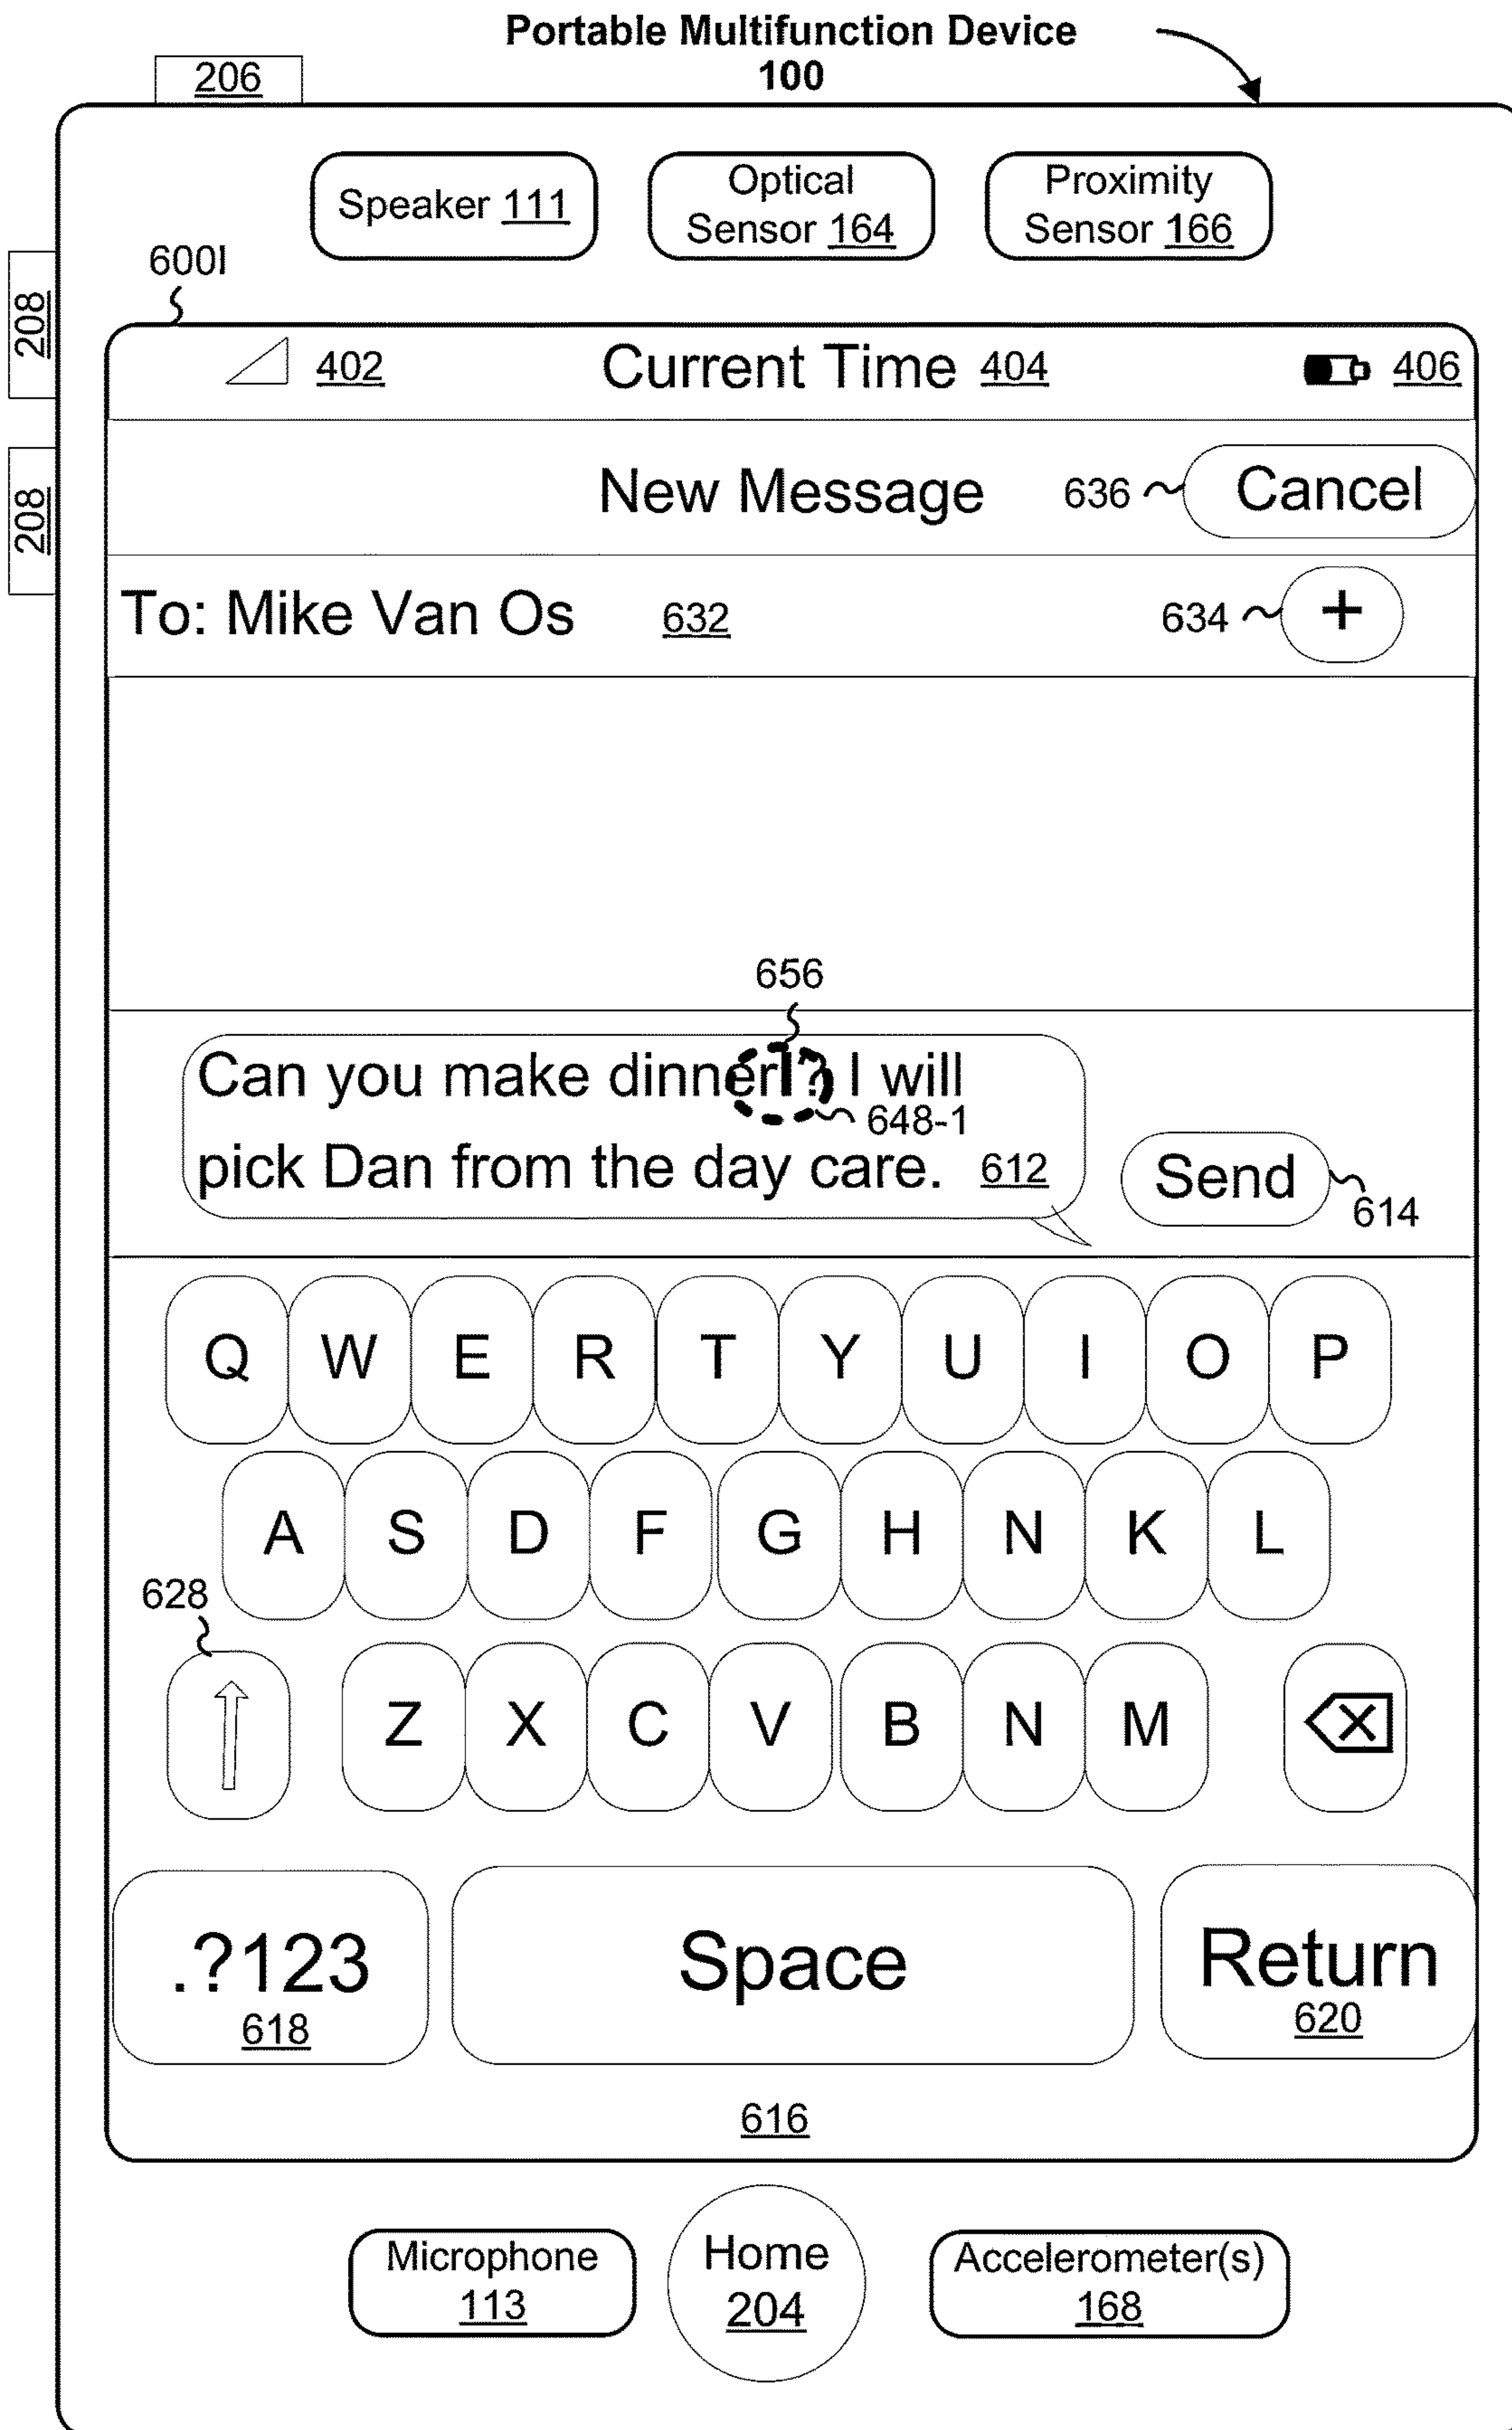 Portable Multifunction Device
100
206
Speaker 111
Optical
Sensor 164
Proximity
Sensor 166
208
208
600I
402
Current Time 404
406
New Message
636
Cancel
To: Mike Van Os
632
634
+
656
Can you make dinner? I will
648-1
pick Dan from the day care.
612
Send
614
Q W E R T Y U I O P
A S D F G H N K L
628
Z X C V B N M
.?123
618
Space
Return
620
616
Microphone
113
Home
204
Accelerometer(s)
168